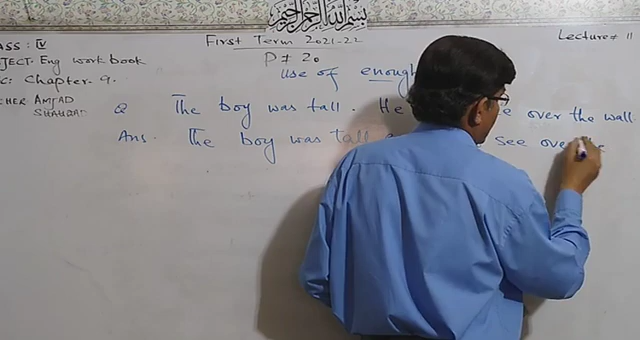 بسم الله الرحمن الرحيم
First Term 2021-22
Lecture # 11
ASS : IV
P # 20
JECT: Eng work book
use of enough
C: Chapter 9.
HER: AMJAD SHAHZAD
Q The boy was tall. He over the wall.
Ans. The boy was tall see over the